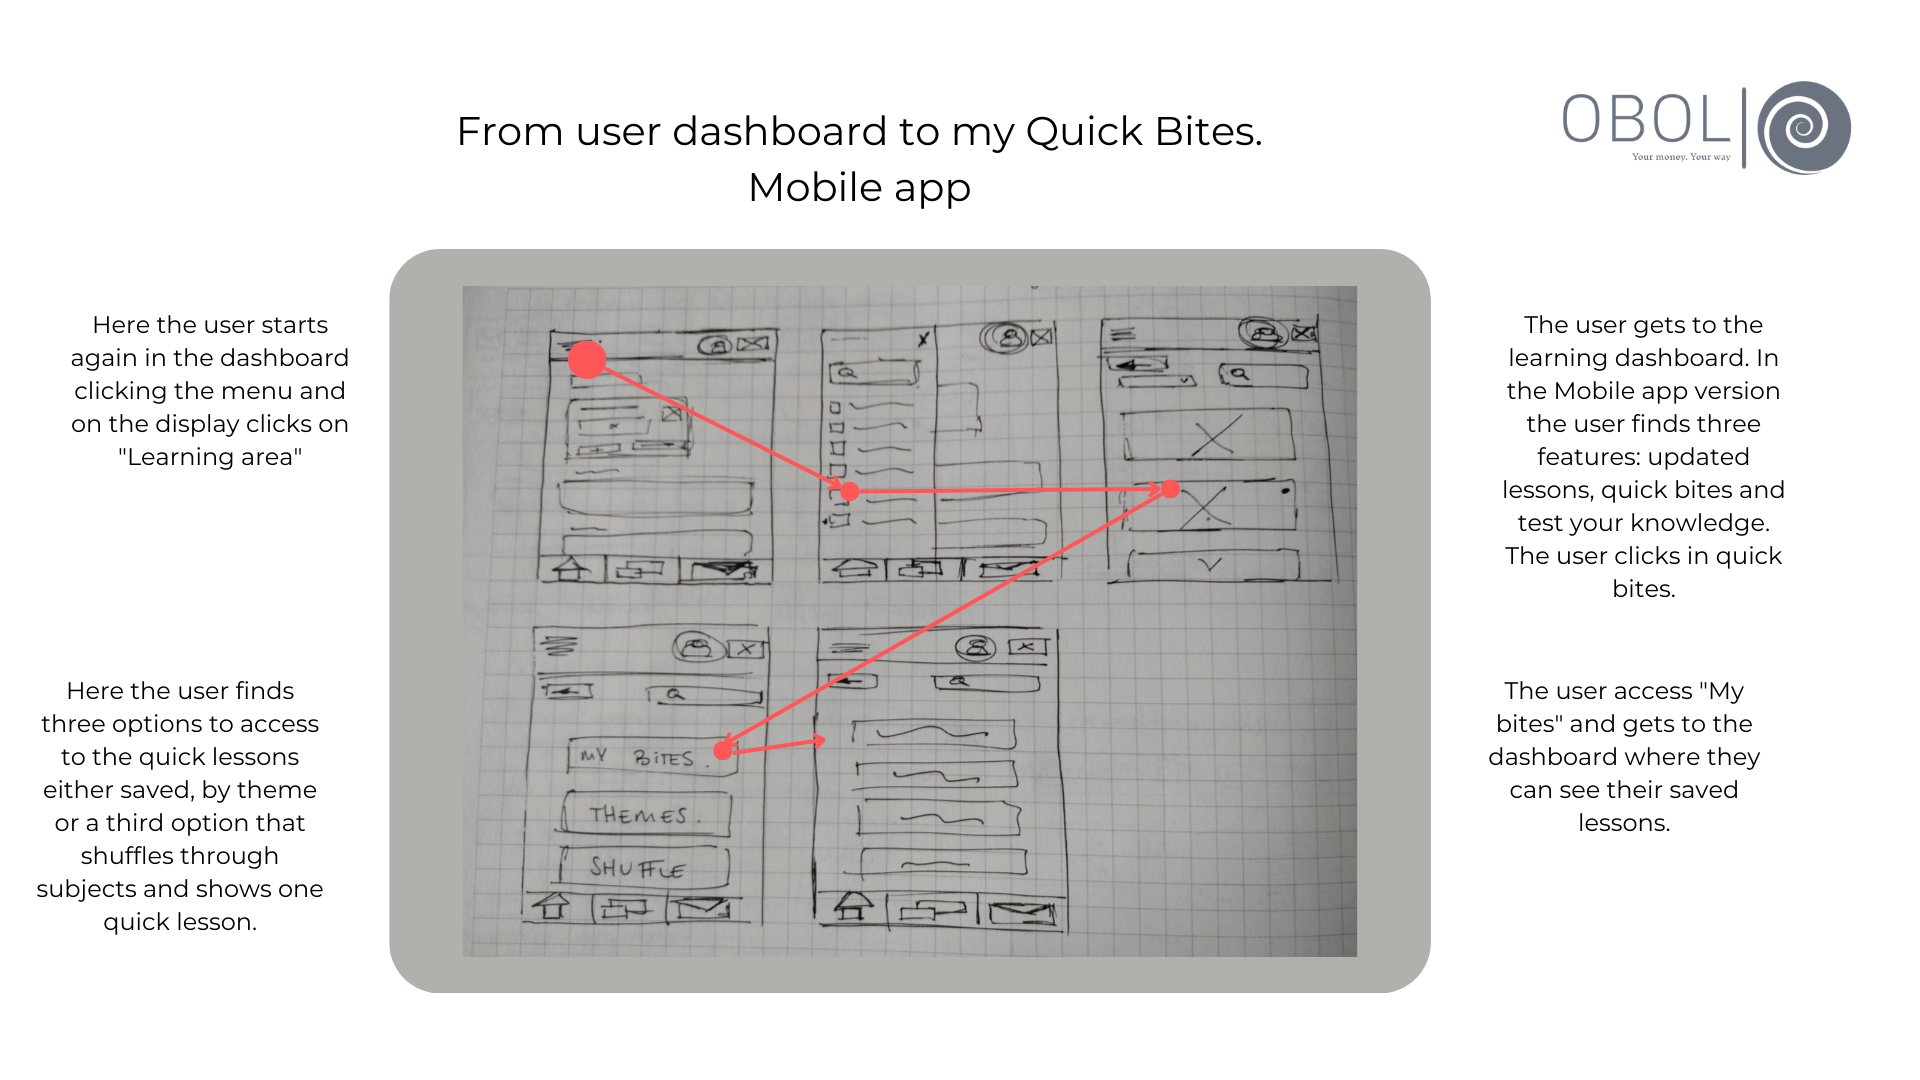 From user dashboard to my Quick Bites.
Mobile app
OBOL
Your money. Your way
Here the user starts
again in the dashboard
clicking the menu and
on the display clicks on
"Learning area"
The user gets to the
learning dashboard. In
the Mobile app version
the user finds three
features: updated
lessons, quick bites and
test your knowledge.
The user clicks in quick
bites.
Here the user finds
three options to access
to the quick lessons
either saved, by theme
or a third option that
shuffles through
subjects and shows one
quick lesson.
MY BiTES.
THEMES.
SHUFFLE
The user access "My
bites" and gets to the
dashboard where they
can see their saved
lessons.